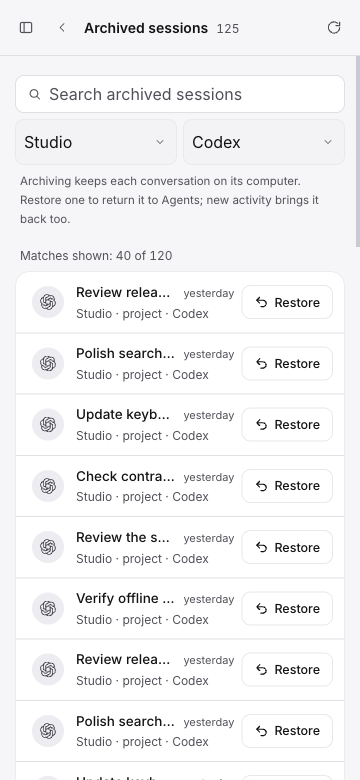 Archived sessions 125
Search archived sessions
Studio
Codex
Archiving keeps each conversation on its computer.
Restore one to return it to Agents; new activity brings it
back too.
Matches shown: 40 of 120
Review relea... yesterday
Studio · project · Codex
Restore
Polish search... yesterday
Studio · project · Codex
Restore
Update keyb... yesterday
Studio · project · Codex
Restore
Check contra... yesterday
Studio · project · Codex
Restore
Review the s... yesterday
Studio · project · Codex
Restore
Verify offline ... yesterday
Studio · project · Codex
Restore
Review relea... yesterday
Studio · project · Codex
Restore
Polish search... yesterday
Studio · project · Codex
Restore